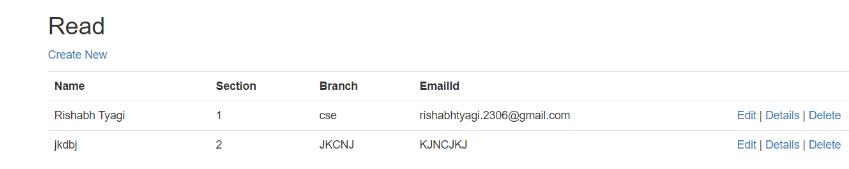 Read
Create New
Name Section Branch EmailId
Rishabh Tyagi 1 cse rishabhtyagi.2306@gmail.com Edit | Details | Delete
jkdbj 2 JKCNJ KJNCJKJ Edit | Details | Delete